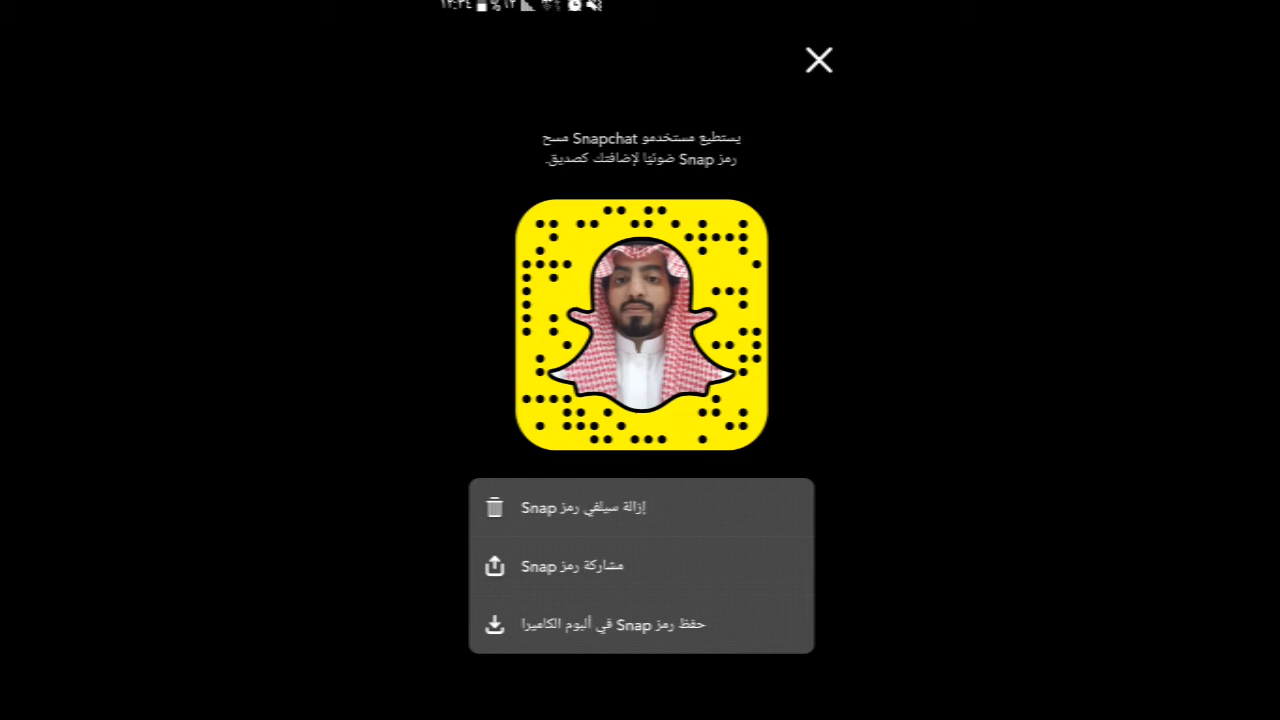 يستطيع مستخدمو Snapchat مسح
رمز Snap ضوئيا لإضافتك كصديق.
إزالة سيلفي رمز Snap
مشاركة رمز Snap
حفظ رمز Snap في ألبوم الكاميرا